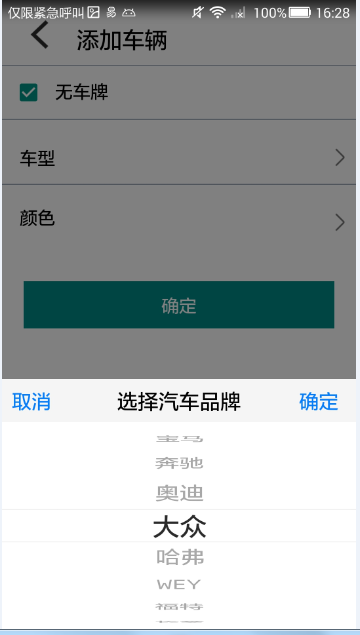 仅限紧急呼叫 100% 16:28
添加车辆
无车牌
车型
颜色
确定
取消 选择汽车品牌 确定
宝马
奔驰
奥迪
大众
哈弗
WEY
福特